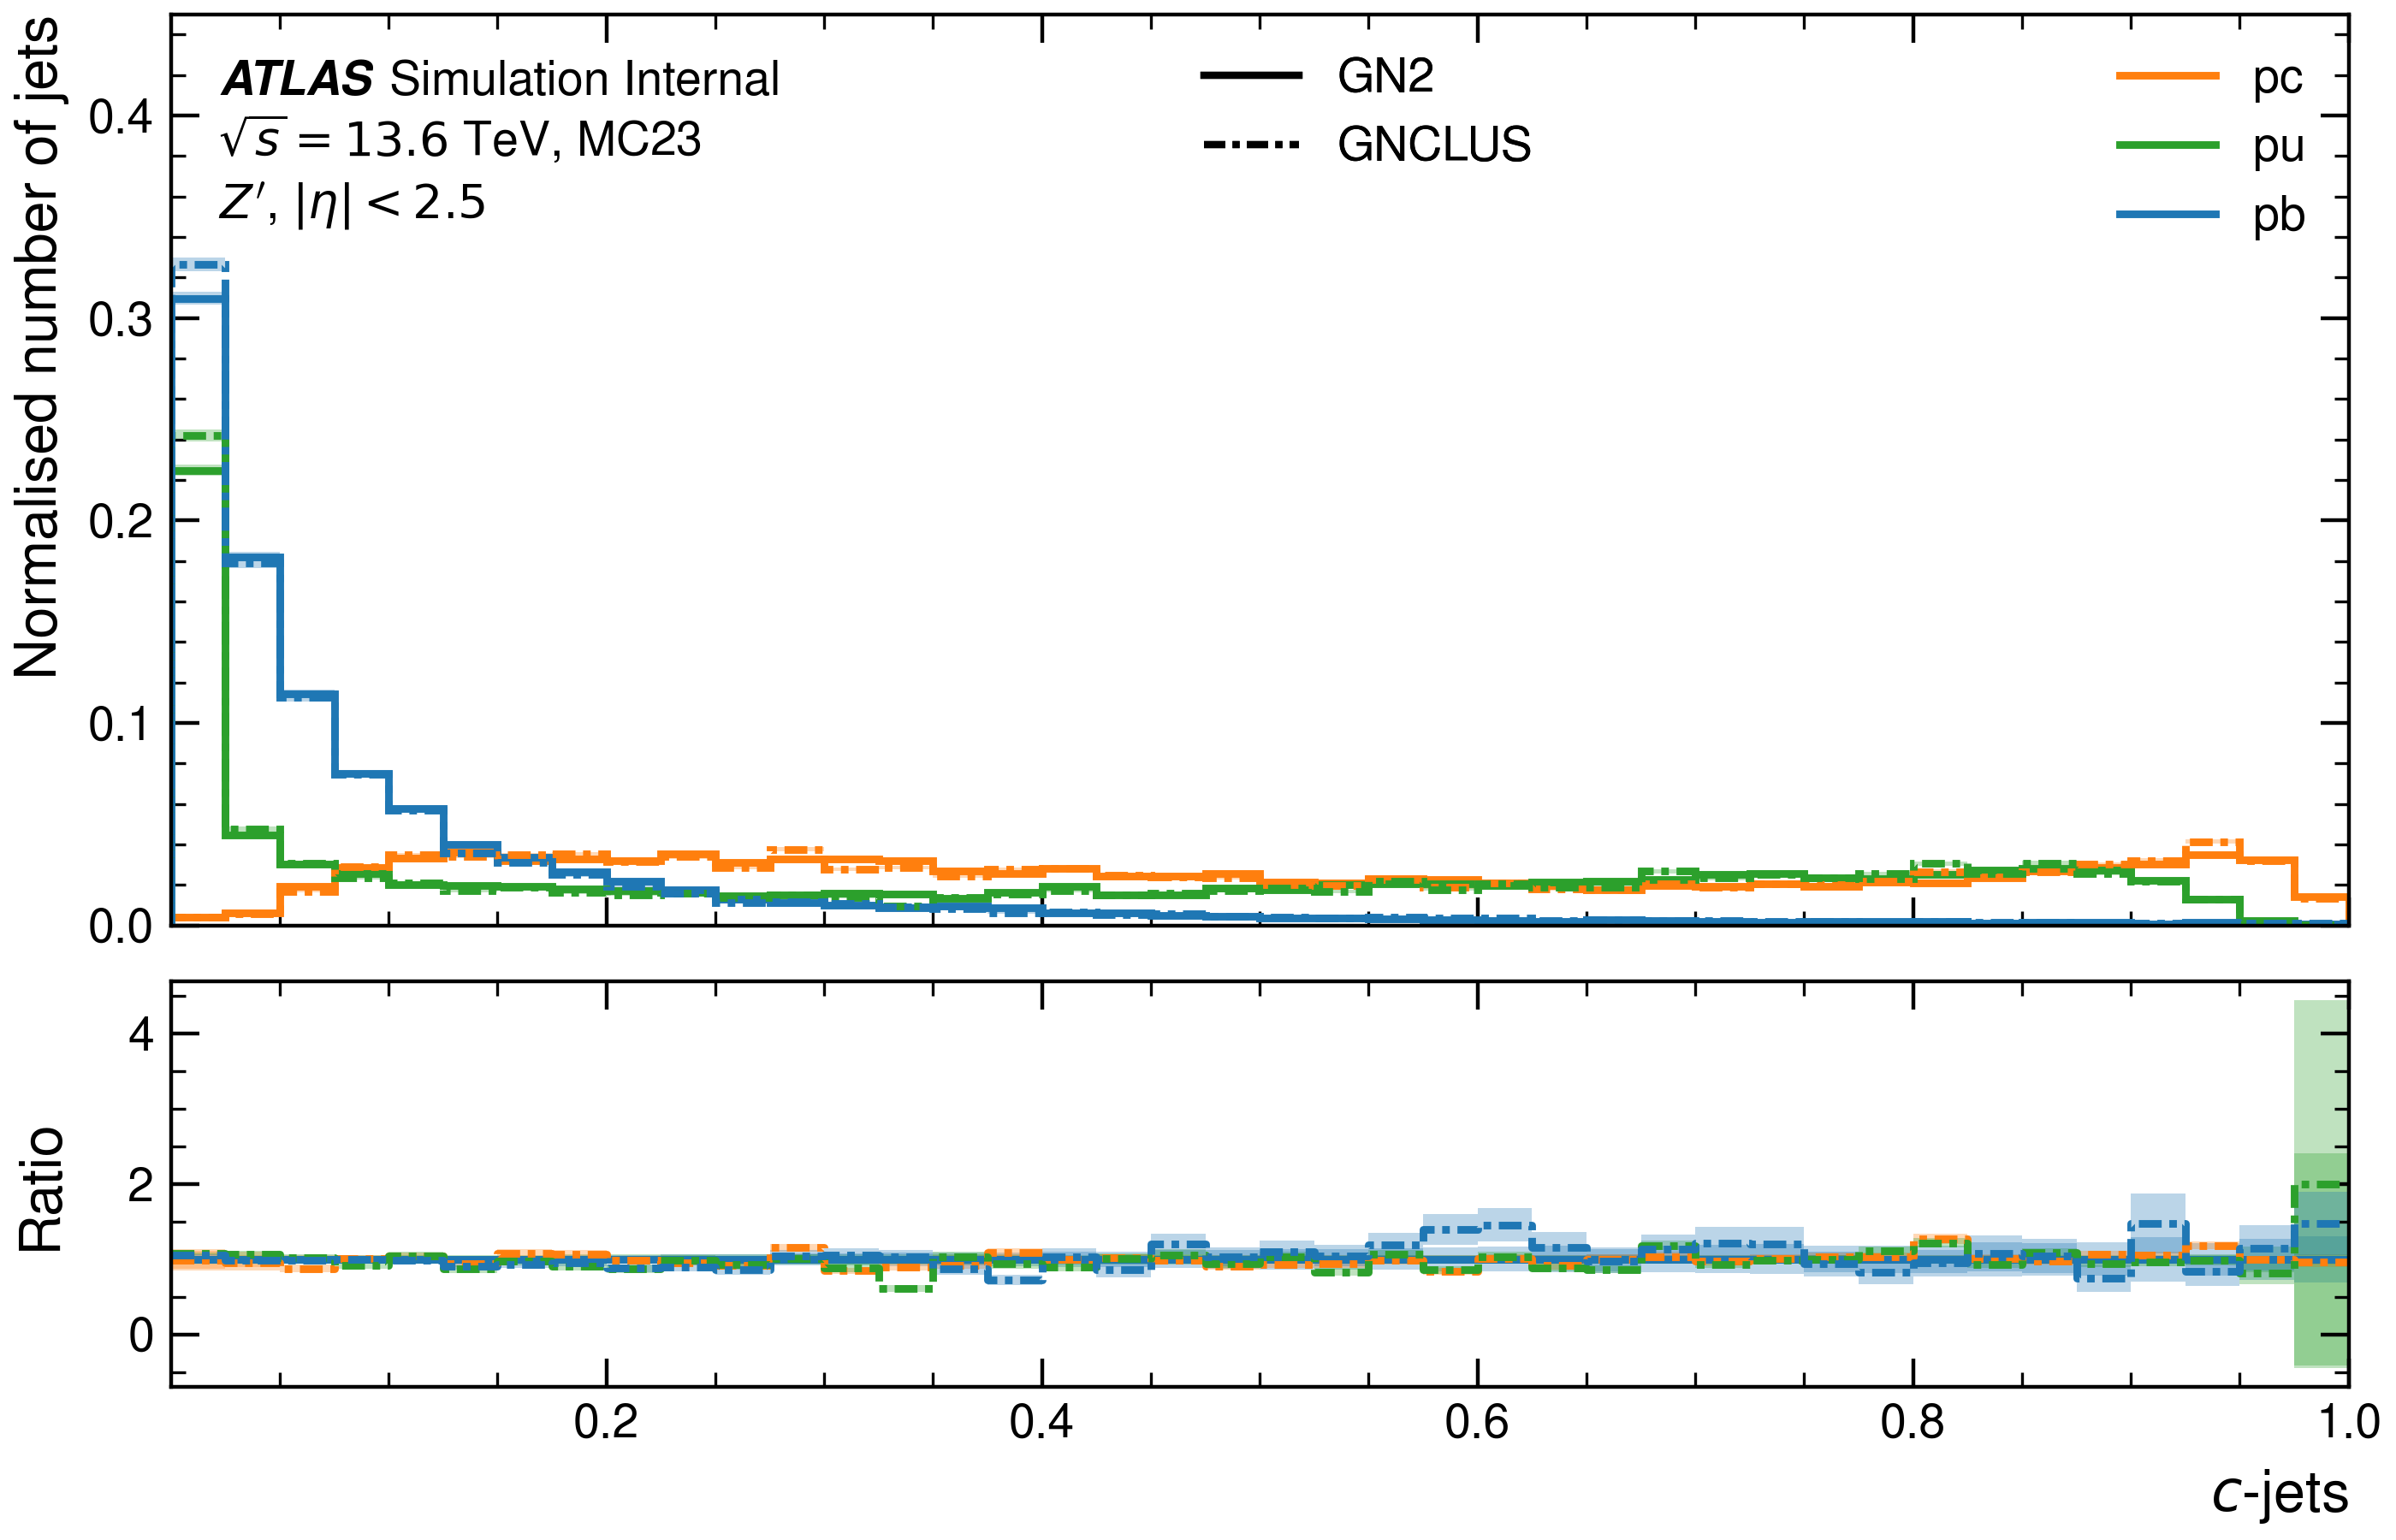 Normalised number of jets
ATLAS Simulation Internal
√s = 13.6 TeV, MC23
Z′, |η| < 2.5
GN2
GNCLUS
pc
pu
pb
0.4
0.3
0.2
0.1
0.0
Ratio
4
2
0
0.2 0.4 0.6 0.8 1.0
c-jets